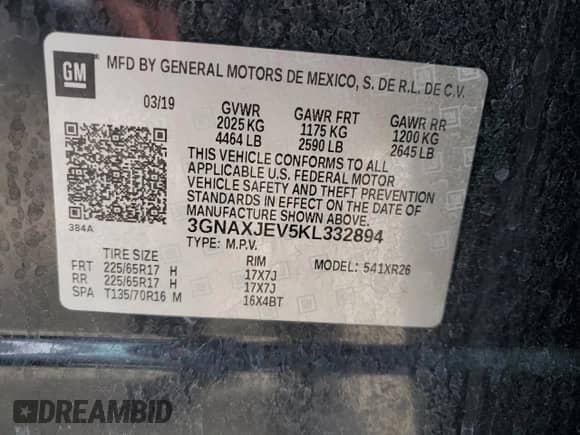 GM MFD BY GENERAL MOTORS DE MEXICO, S. DE R.L. DE C.V.
03/19 GVWR GAWR FRT GAWR RR
2025 KG 1175 KG 1200 KG
4464 LB 2590 LB 2645 LB
THIS VEHICLE CONFORMS TO ALL
APPLICABLE U.S. FEDERAL MOTOR
VEHICLE SAFETY AND THEFT PREVENTION
STANDARDS IN EFFECT ON THE DATE OF
MANUFACTURE SHOWN ABOVE.
384A 3GNAXJEV5KL332894
TYPE: M.P.V. MODEL: 541XR26
TIRE SIZE RIM
FRT 225/65R17 H 17X7J
RR 225/65R17 H 17X7J
SPA T135/70R16 M 16X4BT
DREAMBID